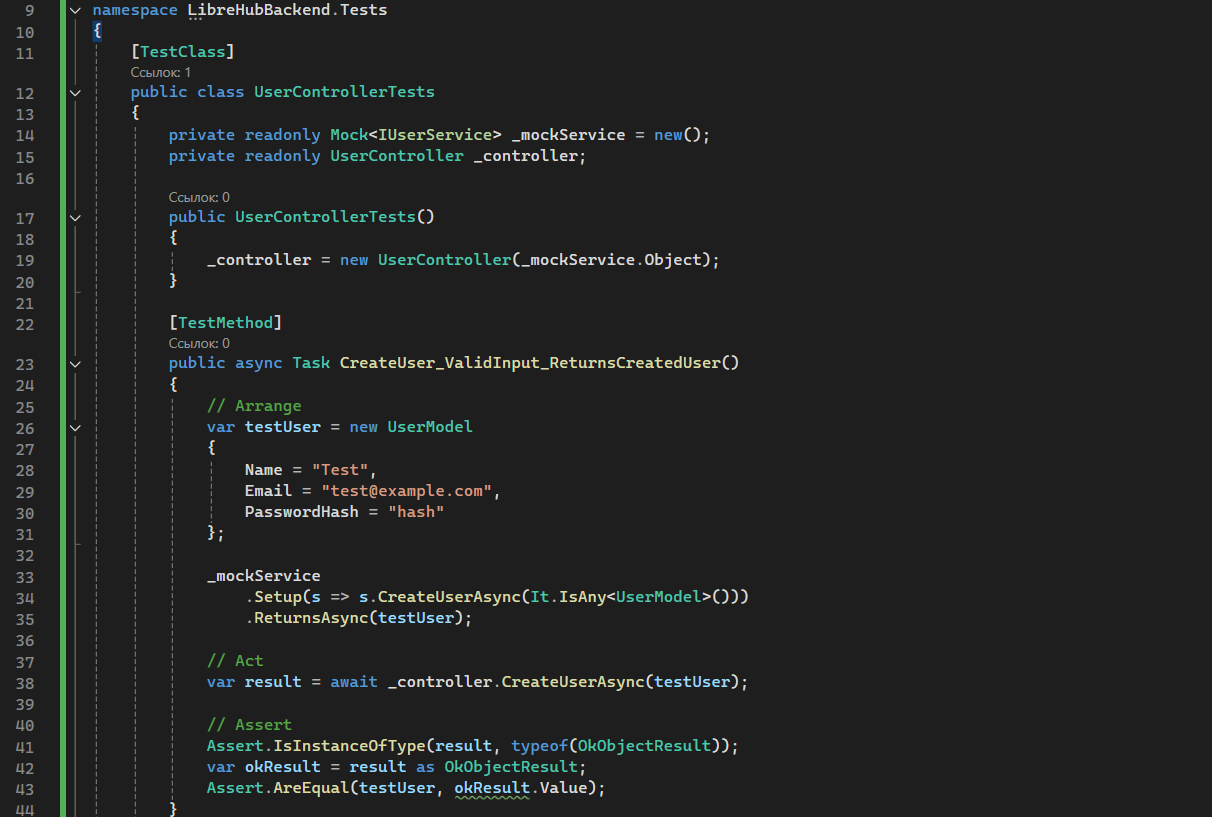 9 namespace LibreHubBackend.Tests
10 {
11 [TestClass]
Ссылок: 1
12 public class UserControllerTests
13 {
14 private readonly Mock<IUserService> _mockService = new();
15 private readonly UserController _controller;
16
Ссылок: 0
17 public UserControllerTests()
18 {
19 _controller = new UserController(_mockService.Object);
20 }
21
22 [TestMethod]
Ссылок: 0
23 public async Task CreateUser_ValidInput_ReturnsCreatedUser()
24 {
25 // Arrange
26 var testUser = new UserModel
27 {
28 Name = "Test",
29 Email = "test@example.com",
30 PasswordHash = "hash"
31 };
32
33 _mockService
34 .Setup(s => s.CreateUserAsync(It.IsAny<UserModel>()))
35 .ReturnsAsync(testUser);
36
37 // Act
38 var result = await _controller.CreateUserAsync(testUser);
39
40 // Assert
41 Assert.IsInstanceOfType(result, typeof(OkObjectResult));
42 var okResult = result as OkObjectResult;
43 Assert.AreEqual(testUser, okResult.Value);
44 }